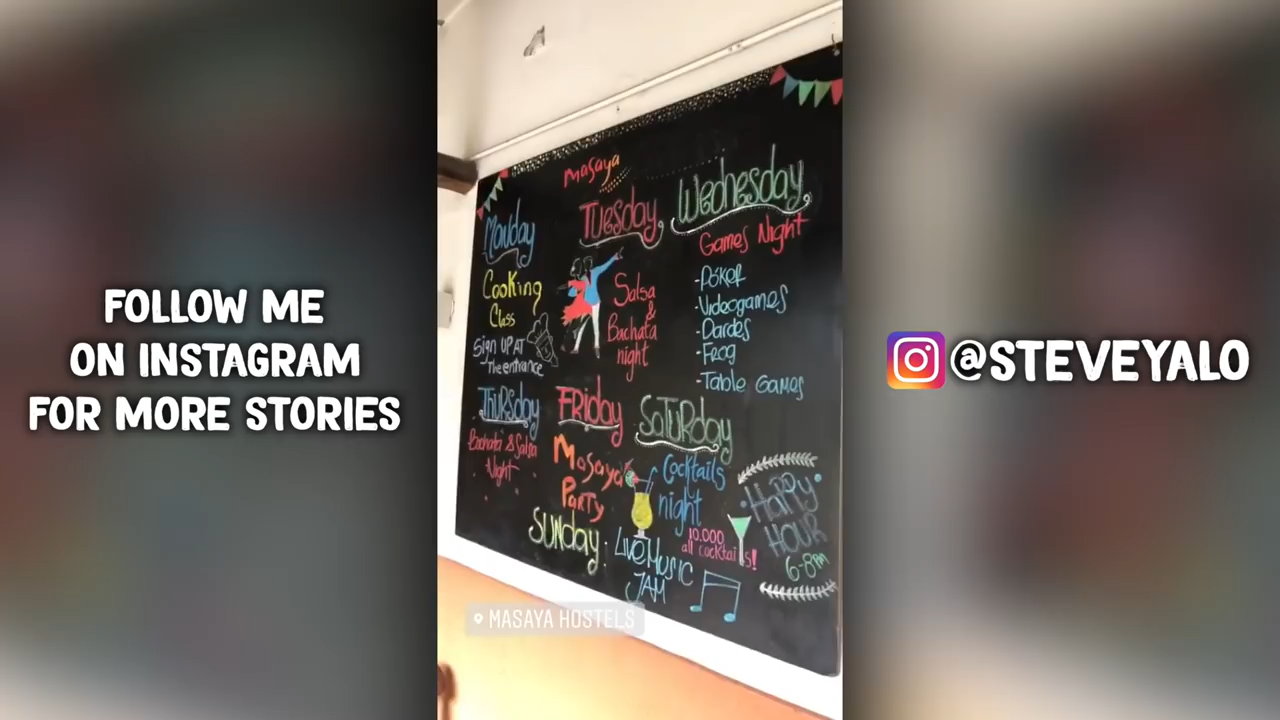 FOLLOW ME
ON INSTAGRAM
FOR MORE STORIES
masaya
Monday
Cooking
Class
Sign UP AT
The entrance
Tuesday
Salsa
&
Bachata
night
Wednesday
Games Night
-Póker
-Videogames
-Dardes
-Frog
-Table Games
Thursday
Bachata & Salsa
Night
Friday
Masaya
Party
Saturday
Cocktails
night
10.000
all cocktails!
Sunday:
Live Music
JAM
Happy
Hour
6-8pm
MASAYA HOSTELS
@STEVEYALO